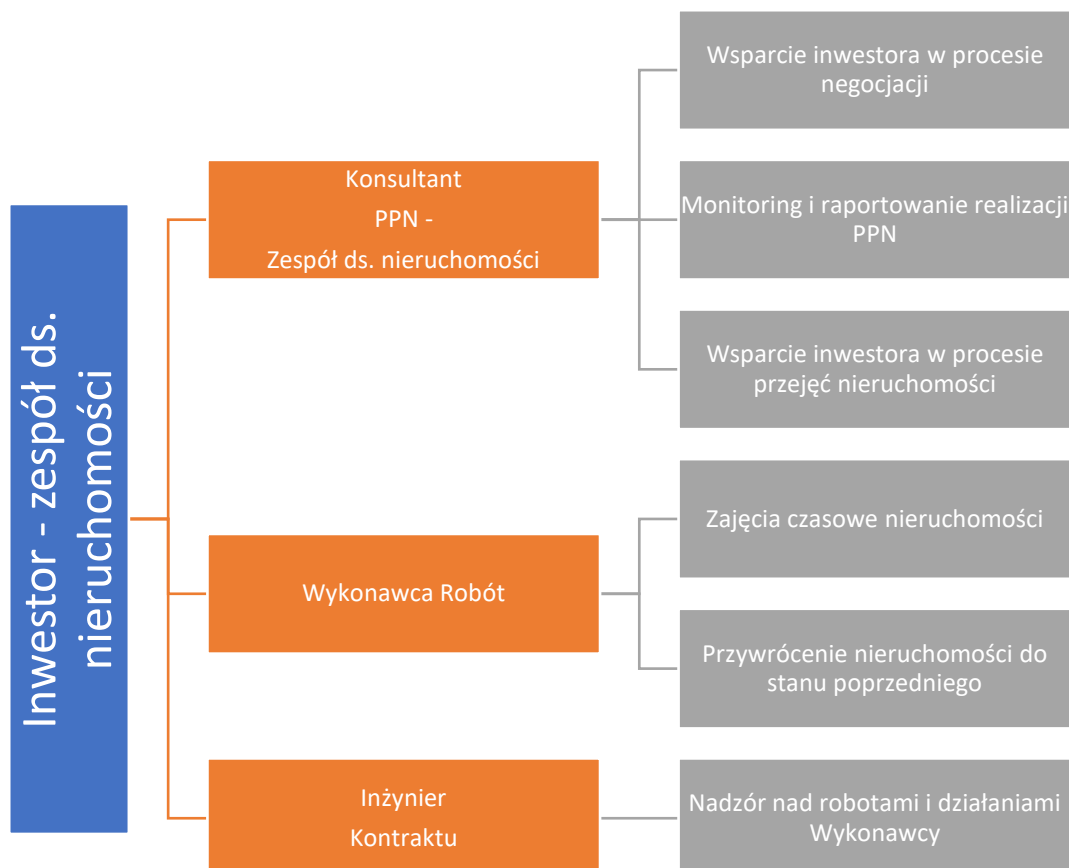 Inwestor - zespół ds.
nieruchomości
Konsultant
PPN -
Zespół ds. nieruchomości
Wsparcie inwestora w procesie
negocjacji
Monitoring i raportowanie realizacji
PPN
Wsparcie inwestora w procesie
przejęć nieruchomości
Wykonawca Robót
Zajęcia czasowe nieruchomości
Przywrócenie nieruchomości do
stanu poprzedniego
Inżynier
Kontraktu
Nadzór nad robotami i działaniami
Wykonawcy